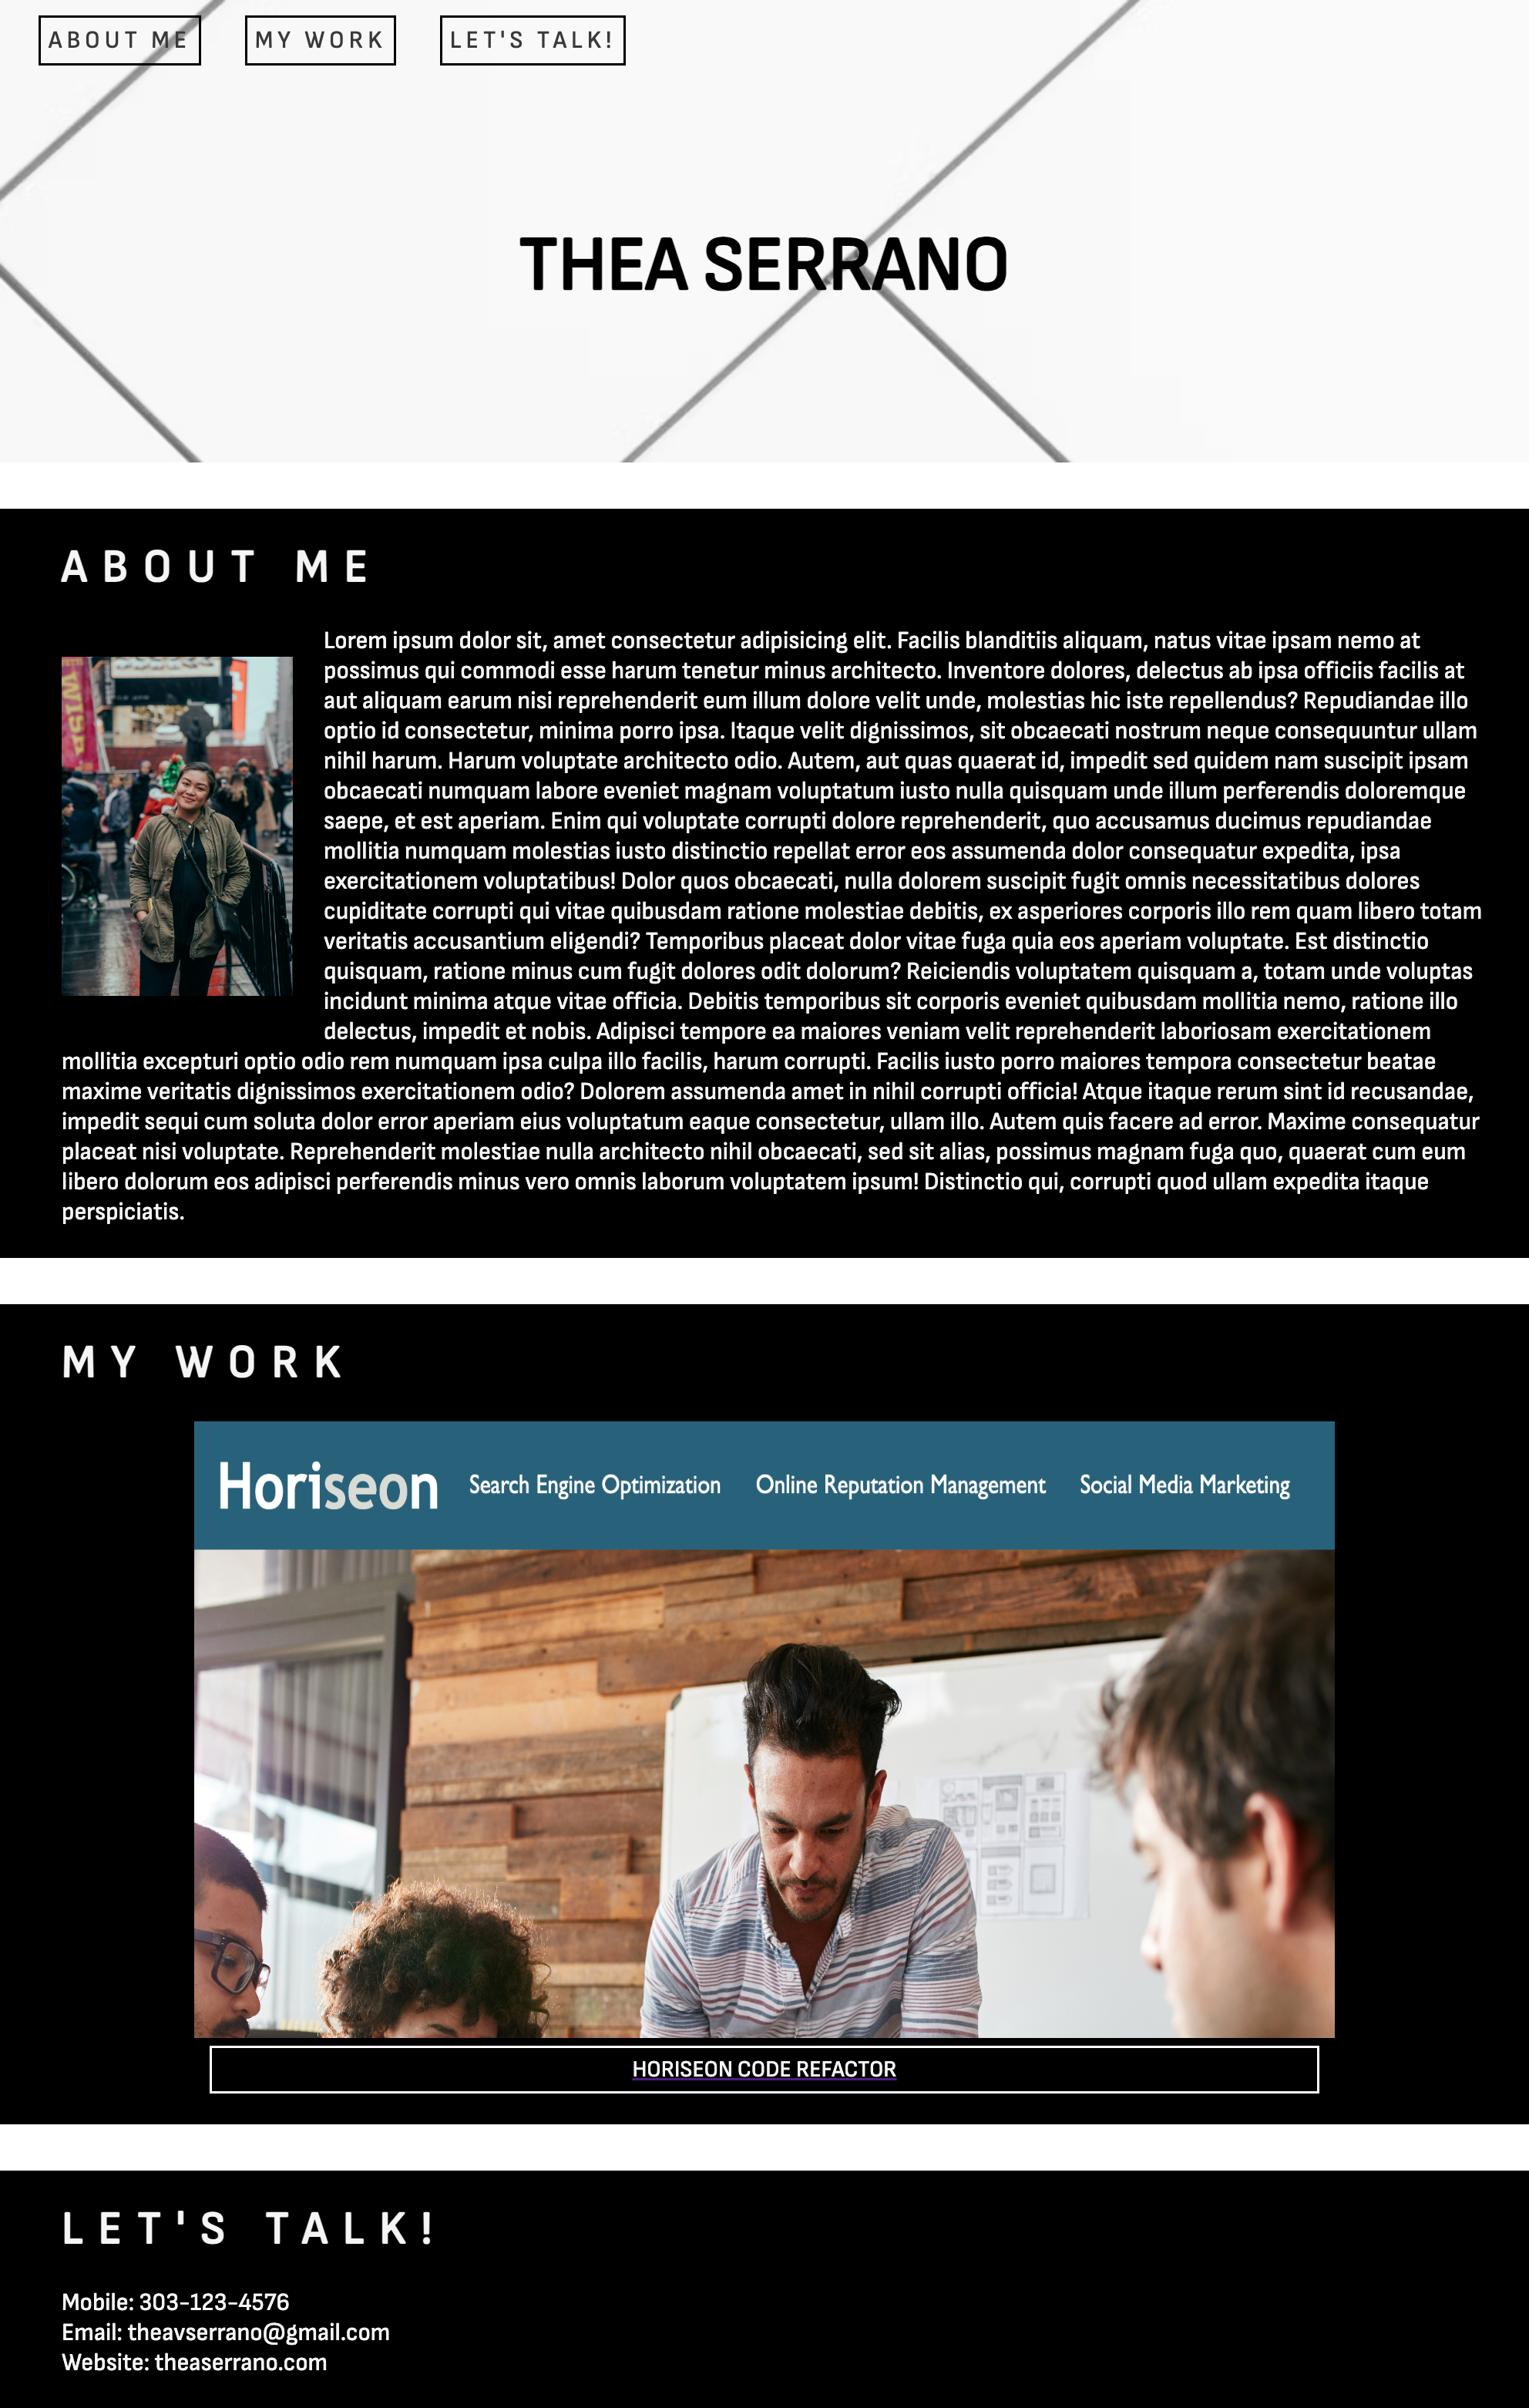 ABOUT ME
MY WORK
LET'S TALK!
THEA SERRANO
ABOUT ME
Lorem ipsum dolor sit, amet consectetur adipisicing elit. Facilis blanditiis aliquam, natus vitae ipsam nemo at
possimus qui commodi esse harum tenetur minus architecto. Inventore dolores, delectus ab ipsa officiis facilis at
aut aliquam earum nisi reprehenderit eum illum dolore velit unde, molestias hic iste repellendus? Repudiandae illo
optio id consectetur, minima porro ipsa. Itaque velit dignissimos, sit obcaecati nostrum neque consequuntur ullam
nihil harum. Harum voluptate architecto odio. Autem, aut quas quaerat id, impedit sed quidem nam suscipit ipsam
obcaecati numquam labore eveniet magnam voluptatum iusto nulla quisquam unde illum perferendis doloremque
saepe, et est aperiam. Enim qui voluptate corrupti dolore reprehenderit, quo accusamus ducimus repudiandae
mollitia numquam molestias iusto distinctio repellat error eos assumenda dolor consequatur expedita, ipsa
exercitationem voluptatibus! Dolor quos obcaecati, nulla dolorem suscipit fugit omnis necessitatibus dolores
cupiditate corrupti qui vitae quibusdam ratione molestiae debitis, ex asperiores corporis illo rem quam libero totam
veritatis accusantium eligendi? Temporibus placeat dolor vitae fuga quia eos aperiam voluptate. Est distinctio
quisquam, ratione minus cum fugit dolores odit dolorum? Reiciendis voluptatem quisquam a, totam unde voluptas
incidunt minima atque vitae officia. Debitis temporibus sit corporis eveniet quibusdam mollitia nemo, ratione illo
delectus, impedit et nobis. Adipisci tempore ea maiores veniam velit reprehenderit laboriosam exercitationem
mollitia excepturi optio odio rem numquam ipsa culpa illo facilis, harum corrupti. Facilis iusto porro maiores tempora consectetur beatae
maxime veritatis dignissimos exercitationem odio? Dolorem assumenda amet in nihil corrupti officia! Atque itaque rerum sint id recusandae,
impedit sequi cum soluta dolor error aperiam eius voluptatum eaque consectetur, ullam illo. Autem quis facere ad error. Maxime consequatur
placeat nisi voluptate. Reprehenderit molestiae nulla architecto nihil obcaecati, sed sit alias, possimus magnam fuga quo, quaerat cum eum
libero dolorum eos adipisci perferendis minus vero omnis laborum voluptatem ipsum! Distinctio qui, corrupti quod ullam expedita itaque
perspiciatis.
MY WORK
Horiseon
Search Engine Optimization
Online Reputation Management
Social Media Marketing
HORISEON CODE REFACTOR
LET'S TALK!
Mobile: 303-123-4576
Email: theavserrano@gmail.com
Website: theaserrano.com